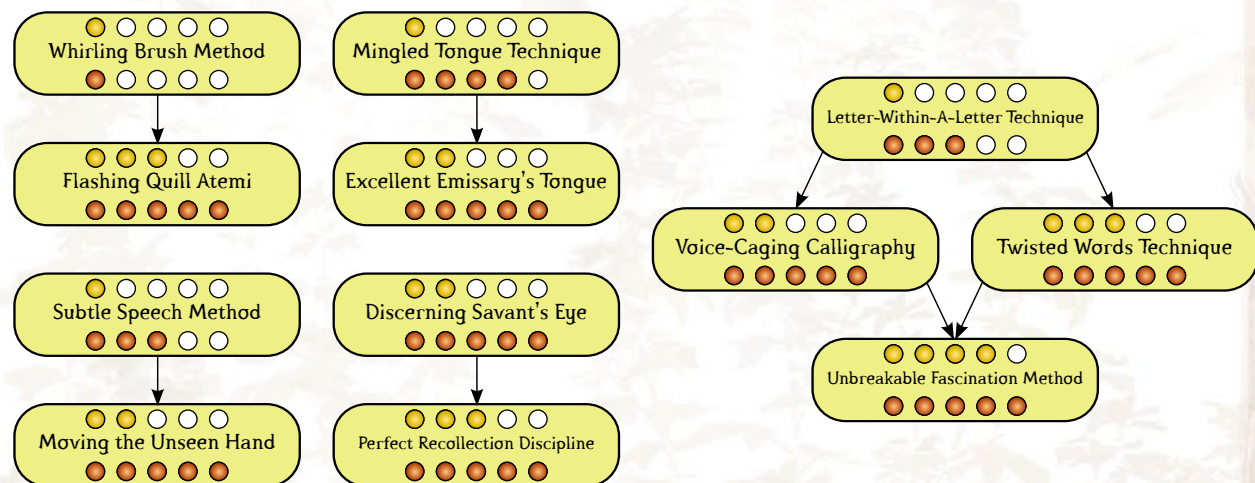 Whirling Brush Method
Flashing Quill Atemi
Mingled Tongue Technique
Excellent Emissary's Tongue
Subtle Speech Method
Moving the Unseen Hand
Discerning Savant's Eye
Perfect Recollection Discipline
Letter-Within-A-Letter Technique
Voice-Caging Calligraphy
Twisted Words Technique
Unbreakable Fascination Method